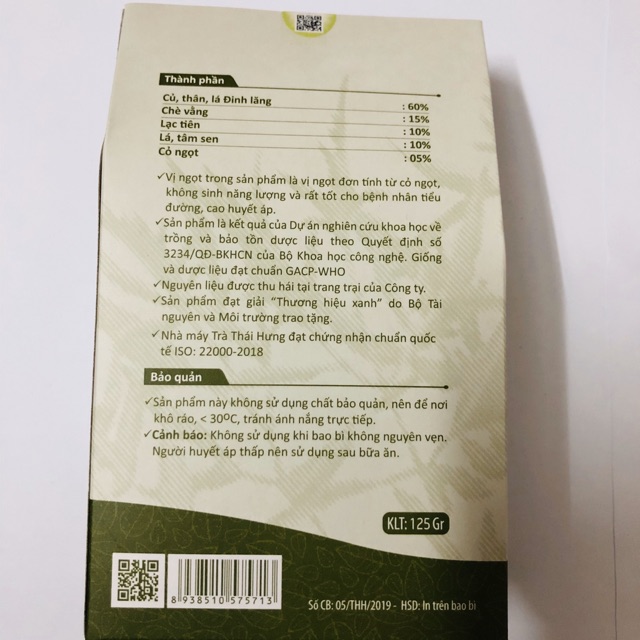 Thành phần
Củ, thân, lá Đinh lăng : 60%
Chè vằng : 15%
Lạc tiên : 10%
Lá, tâm sen : 10%
Cỏ ngọt : 05%
✓Vị ngọt trong sản phẩm là vị ngọt đơn tính từ cỏ ngọt,
không sinh năng lượng và rất tốt cho bệnh nhân tiểu
đường, cao huyết áp.
✓Sản phẩm là kết quả của Dự án nghiên cứu khoa học về
trồng và bảo tồn dược liệu theo Quyết định số
3234/QĐ-BKHCN của Bộ Khoa học công nghệ. Giống
và dược liệu đạt chuẩn GACP-WHO
✓Nguyên liệu được thu hái tại trang trại của Công ty.
✓Sản phẩm đạt giải “Thương hiệu xanh” do Bộ Tài
nguyên và Môi trường trao tặng.
✓Nhà máy Trà Thái Hưng đạt chứng nhận chuẩn quốc
tế ISO: 22000-2018
Bảo quản
✓Sản phẩm này không sử dụng chất bảo quản, nên để nơi
khô ráo, < 30ºC, tránh ánh nắng trực tiếp.
✓Cảnh báo: Không sử dụng khi bao bì không nguyên vẹn.
Người huyết áp thấp nên sử dụng sau bữa ăn.
KLT: 125 Gr
8 938510 575713
Số CB: 05/THH/2019 - HSD: In trên bao bì